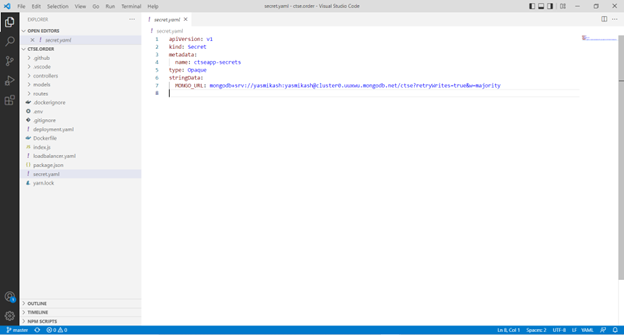 File Edit Selection View Go Run Terminal Help
secret.yaml - ctse.order - Visual Studio Code
EXPLORER
OPEN EDITORS
secret.yaml
CTSE.ORDER
.github
.vscode
controllers
models
routes
.dockerignore
.env
.gitignore
deployment.yaml
Dockerfile
index.js
loadbalancer.yaml
package.json
secret.yaml
yarn.lock
OUTLINE
TIMELINE
NPM SCRIPTS
secret.yaml
secret.yaml
1 apiVersion: v1
2 kind: Secret
3 metadata:
4 name: ctseapp-secrets
5 type: Opaque
6 stringData:
7 MONGO_URL: mongodb+srv://yasmikash:yasmikash@cluster0.uuxwu.mongodb.net/ctse?retryWrites=true&w=majority
8
master 0 0
Ln 8, Col 1 Spaces: 2 UTF-8 LF YAML